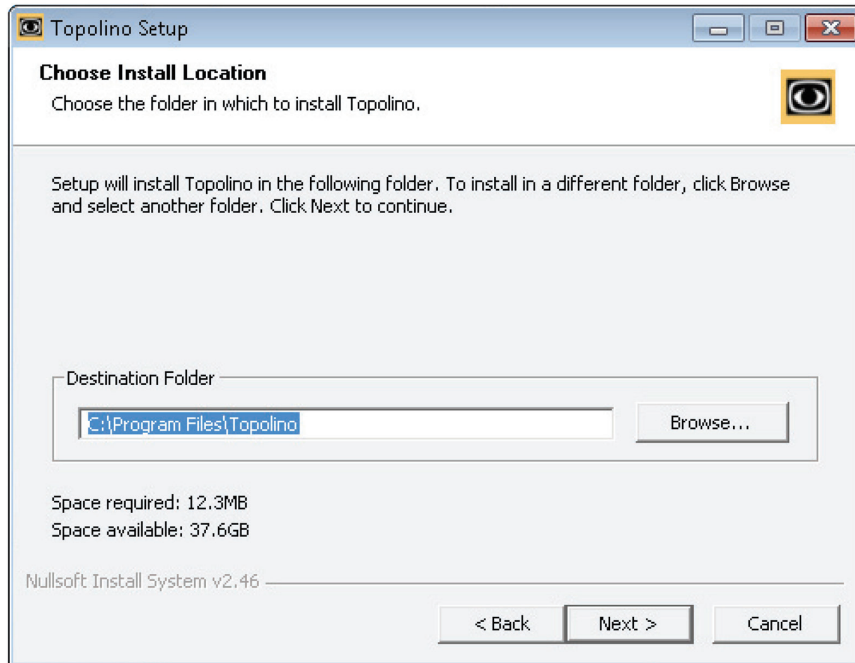 Topolino Setup
Choose Install Location
Choose the folder in which to install Topolino.
Setup will install Topolino in the following folder. To install in a different folder, click Browse
and select another folder. Click Next to continue.
Destination Folder
C:\Program Files\Topolino
Browse...
Space required: 12.3MB
Space available: 37.6GB
Nullsoft Install System v2.46
< Back Next > Cancel